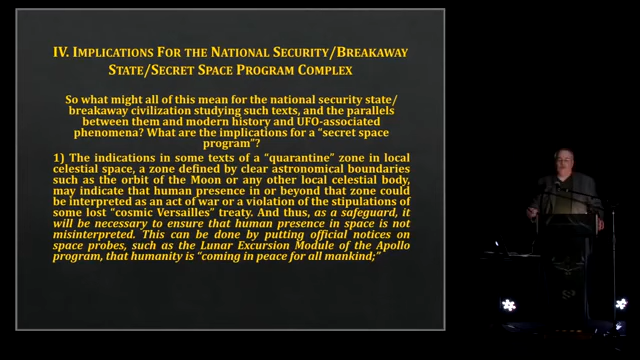 IV. IMPLICATIONS FOR THE NATIONAL SECURITY/BREAKAWAY
STATE/SECRET SPACE PROGRAM COMPLEX
So what might all of this mean for the national security state/
breakaway civilization studying such texts, and the parallels
between them and modern history and UFO-associated
phenomena? What are the implications for a “secret space
program”?
1) The indications in some texts of a “quarantine” zone in local
celestial space, a zone defined by clear astronomical boundaries
such as the orbit of the Moon or any other local celestial body,
may indicate that human presence in or beyond that zone could
be interpreted as an act of war or a violation of the stipulations
of some lost “cosmic Versailles” treaty. And thus, as a safeguard, it
will be necessary to ensure that human presence in space is not
misinterpreted. This can be done by putting official notices on
space probes, such as the Lunar Excursion Module of the Apollo
program, that humanity is “coming in peace for all mankind;”